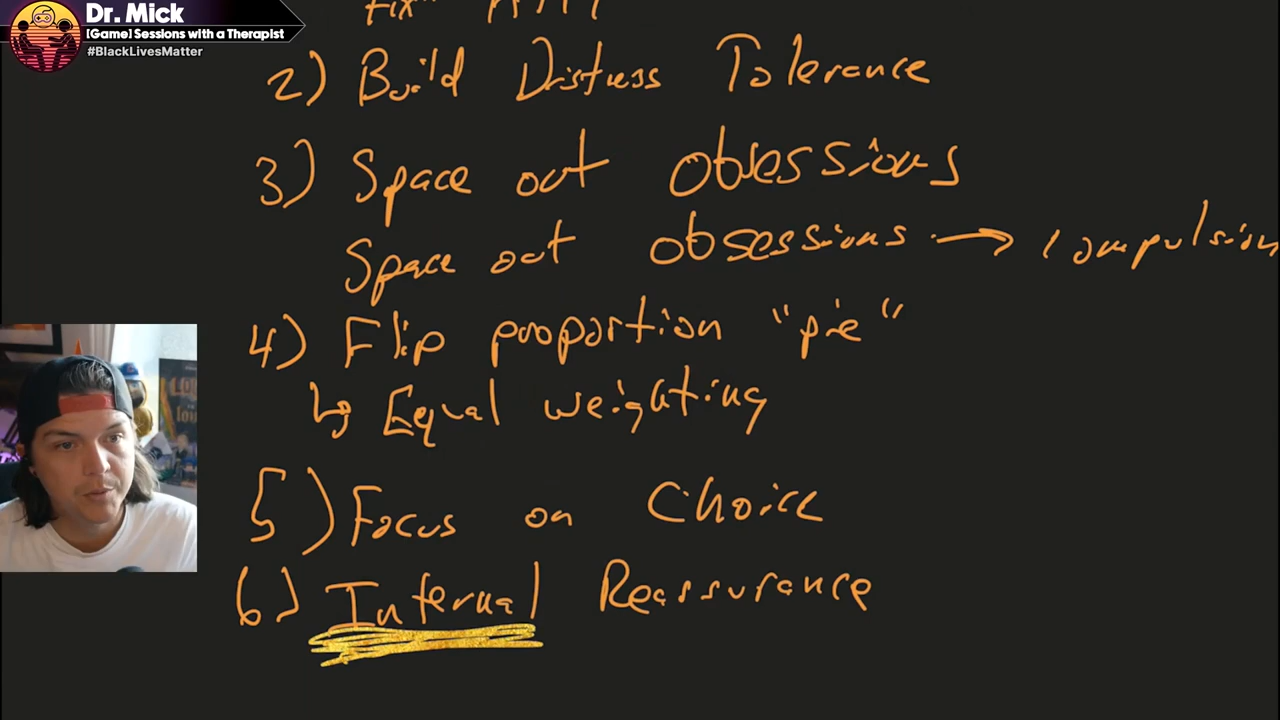 Dr. Mick
[Game] Sessions with a Therapist
#BlackLivesMatter
2) Build Distress Tolerance
3) Space out obsessions
Space out obsessions → compulsion
4) Flip proportion "pie"
↳ Equal weighting
5) Focus on Choice
6) Internal Reassurance